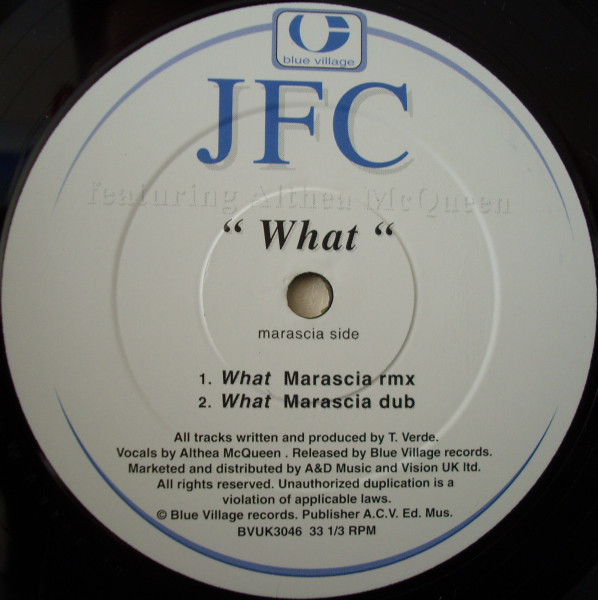 blue village
JFC
featuring Althea McQueen
“ What “
marascia side
1. What Marascia rmx
2. What Marascia dub
All tracks written and produced by T. Verde.
Vocals by Althea McQueen . Released by Blue Village records.
Marketed and distributed by A&D Music and Vision UK ltd.
All rights reserved. Unauthorized duplication is a
violation of applicable laws.
© Blue Village records. Publisher A.C.V. Ed. Mus.
BVUK3046 33 1/3 RPM